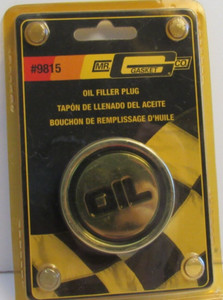 #9815
MR. GASKET CO
OIL FILLER PLUG
TAPÓN DE LLENADO DEL ACEITE
BOUCHON DE REMPLISSAGE D'HUILE
OIL